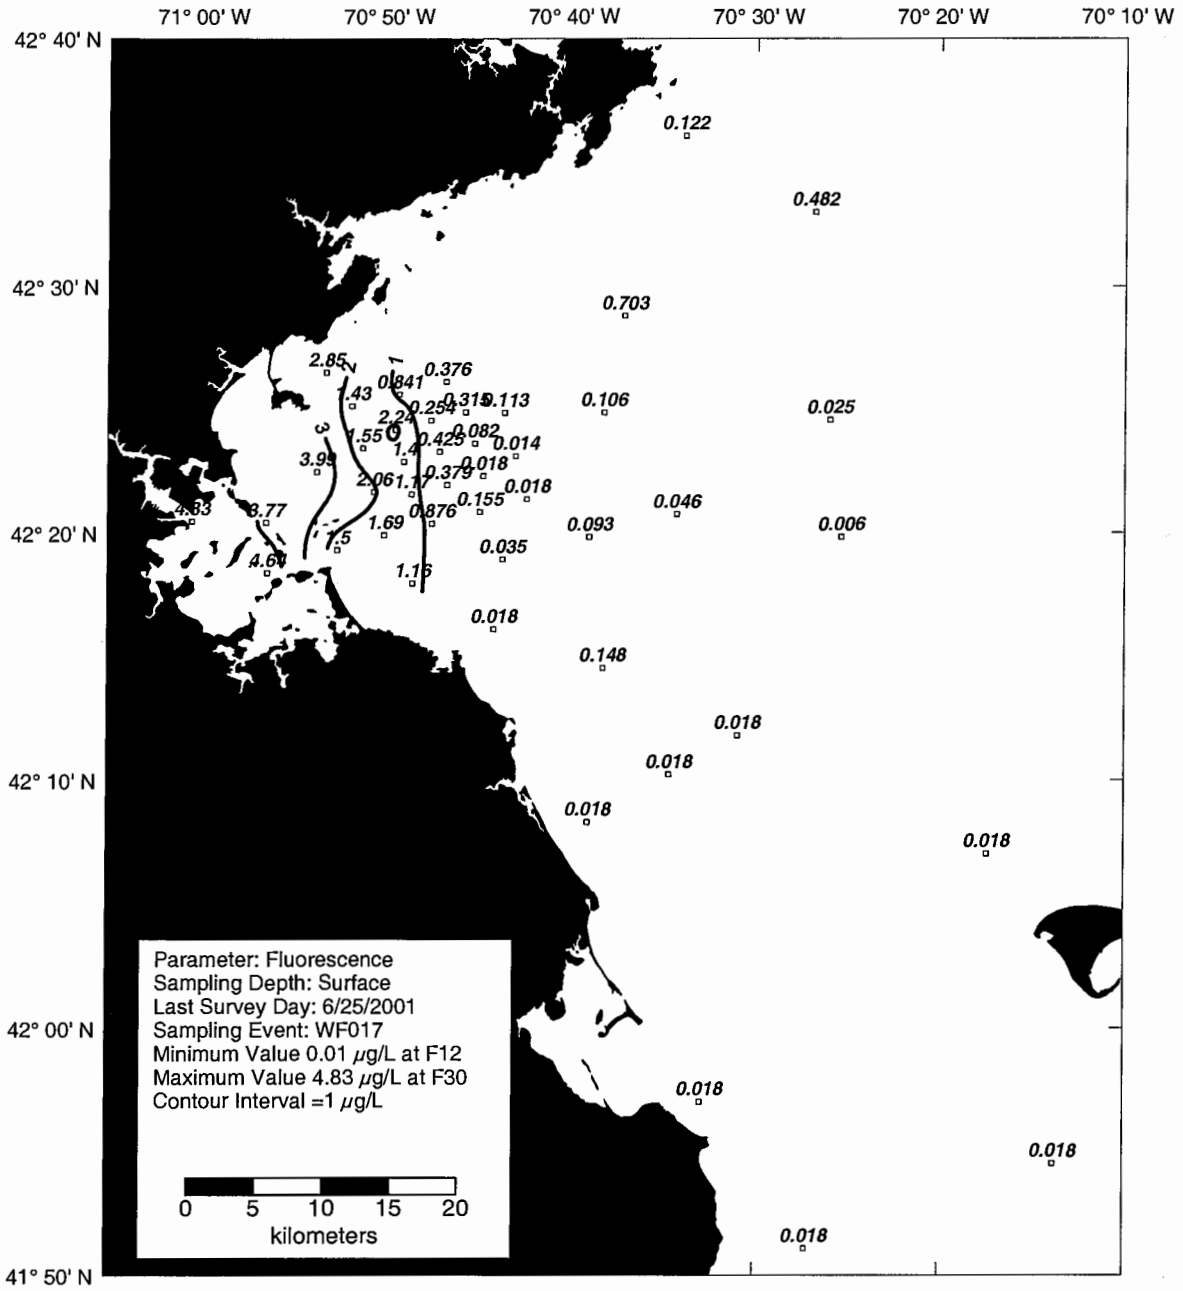 71° 00' W 70° 50' W 70° 40' W 70° 30' W 70° 20' W 70° 10' W
42° 40' N
0.122
0.482
42° 30' N
0.703
2.85
2
1
0.376
0.841
1.43
0.315
0.113
0.106
0.025
0.254
2.24
3
1.55
0.425
0.082
0.014
1.4
3.99
0.018
0.379
2.06
1.17
0.018
0.155
0.046
4.83
3.77
0.876
1.69
0.093
0.006
42° 20' N
1.5
0.035
1.16
0.018
0.148
0.018
0.018
42° 10' N
0.018
0.018
Parameter: Fluorescence
Sampling Depth: Surface
Last Survey Day: 6/25/2001
42° 00' N
Sampling Event: WF017
Minimum Value 0.01 µg/L at F12
Maximum Value 4.83 µg/L at F30
Contour Interval =1 µg/L
0.018
0.018
0 5 10 15 20
kilometers
0.018
41° 50' N